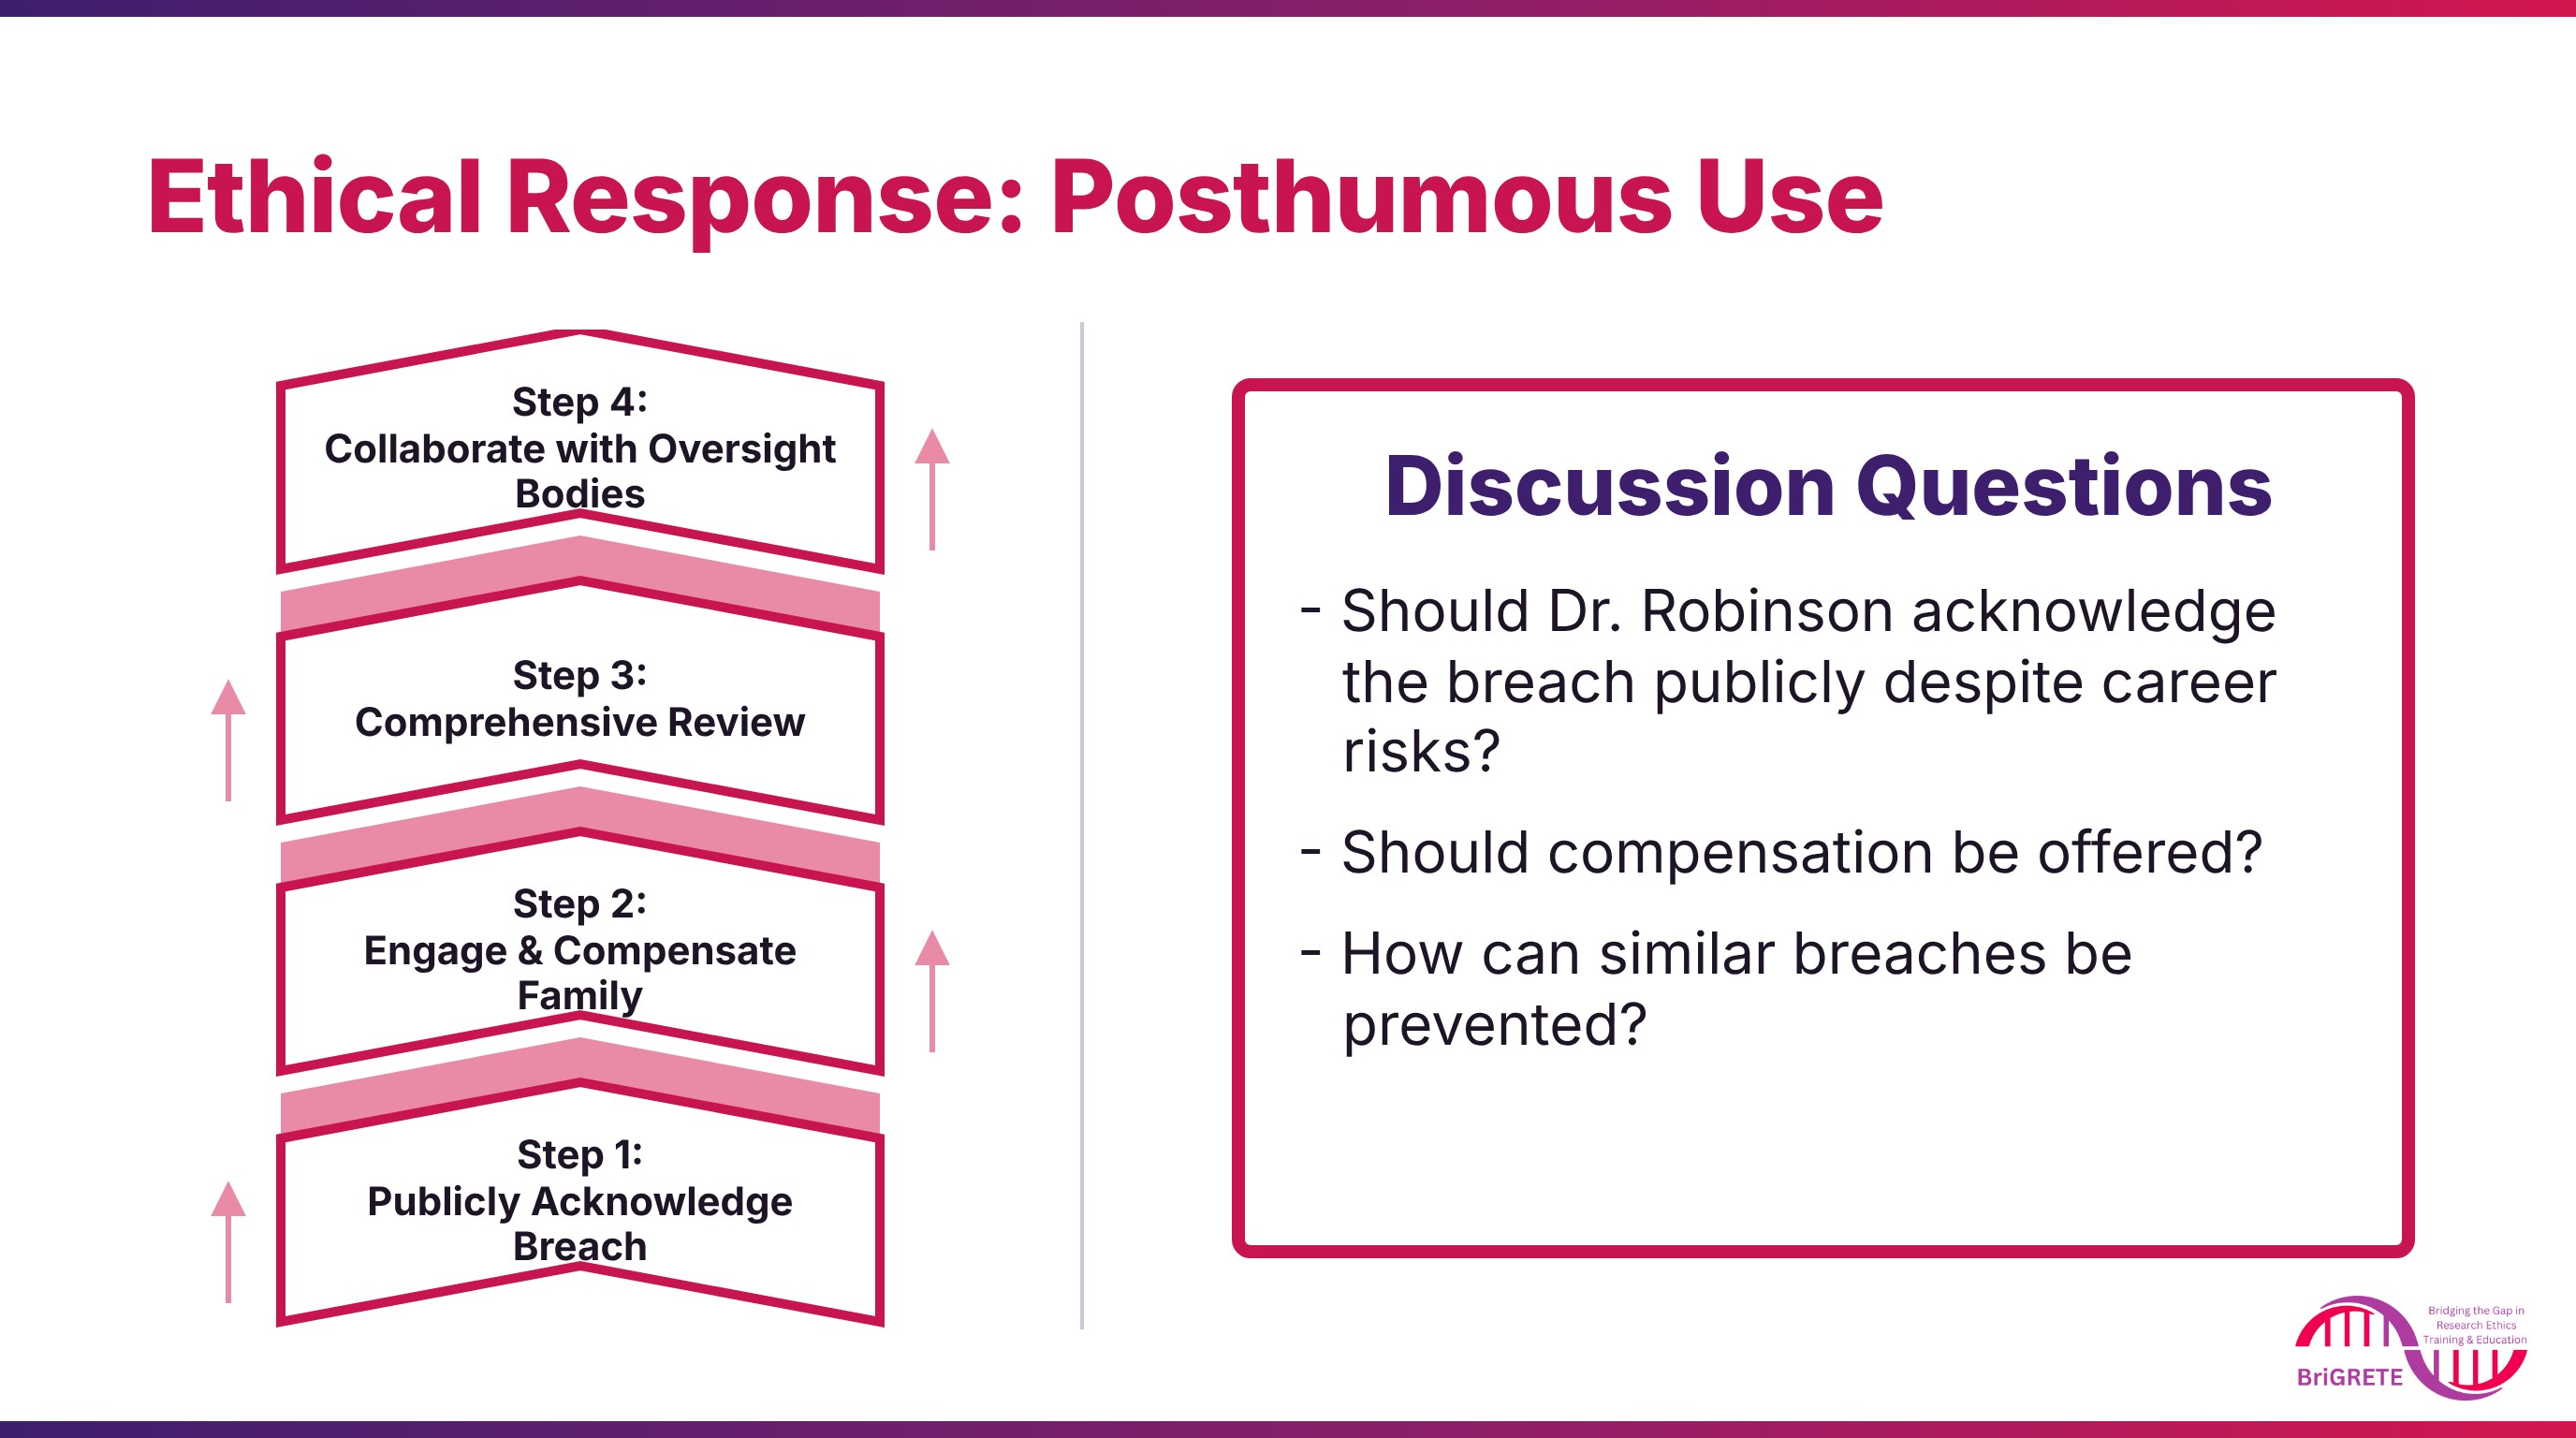 Ethical Response: Posthumous Use
Step 4:
Collaborate with Oversight
Bodies
Step 3:
Comprehensive Review
Step 2:
Engage & Compensate
Family
Step 1:
Publicly Acknowledge
Breach
Discussion Questions
- Should Dr. Robinson acknowledge
the breach publicly despite career
risks?
- Should compensation be offered?
- How can similar breaches be
prevented?
Bridging the Gap in
Research Ethics
Training & Education
BriGRETE